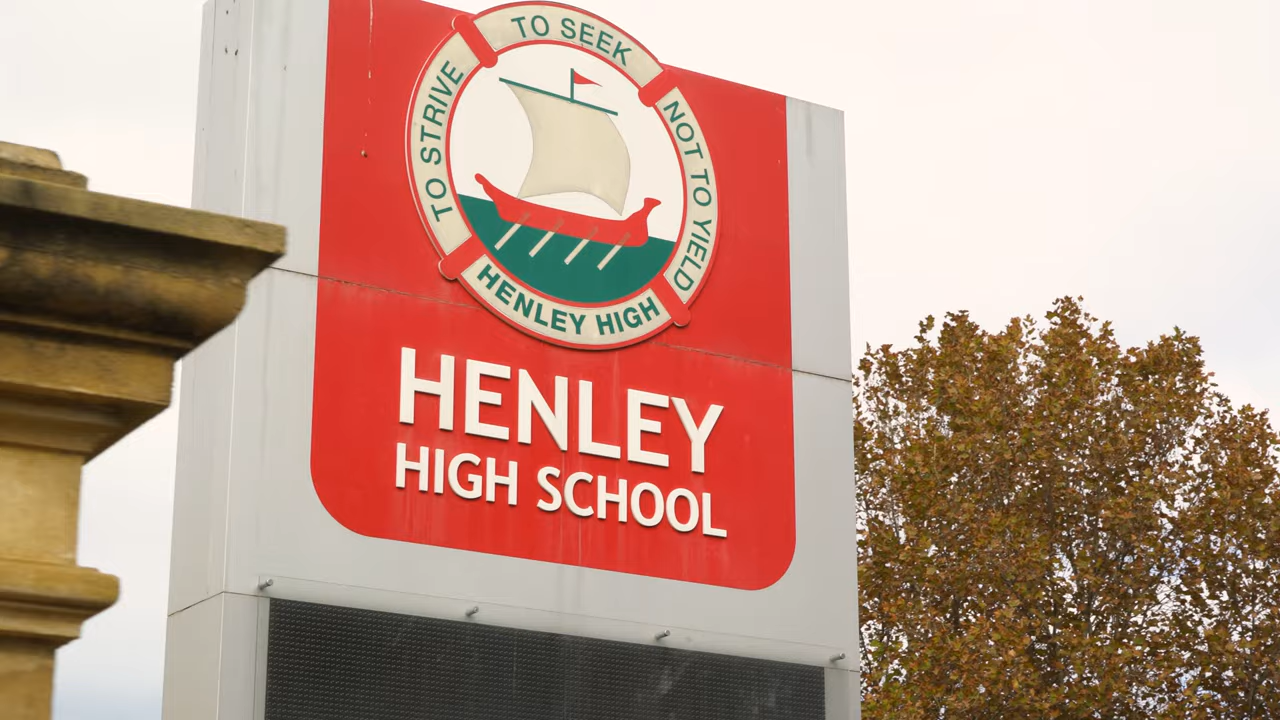 TO STRIVE
TO SEEK
NOT TO YIELD
HENLEY HIGH
HENLEY
HIGH SCHOOL